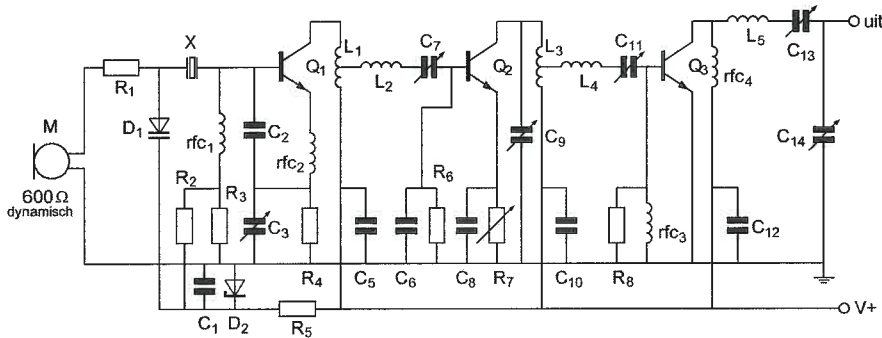 X
R1
D1
M
600Ω
dynamisch
R2
rfc1
R3
C2
C3
Q1
rfc2
R4
L1
L2
C7
Q2
R6
C5
C6
C8
R7
C9
L3
L4
C11
C10
R8
rfc3
Q3
rfc4
L5
C13
uit
C14
C12
C1
D2
R5
V+